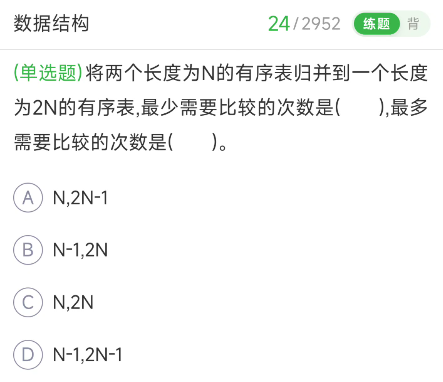 数据结构 24/2952 练题 背
(单选题)将两个长度为N的有序表归并到一个长度
为2N的有序表,最少需要比较的次数是(  ),最多
需要比较的次数是(  )。
A N,2N-1
B N-1,2N
C N,2N
D N-1,2N-1